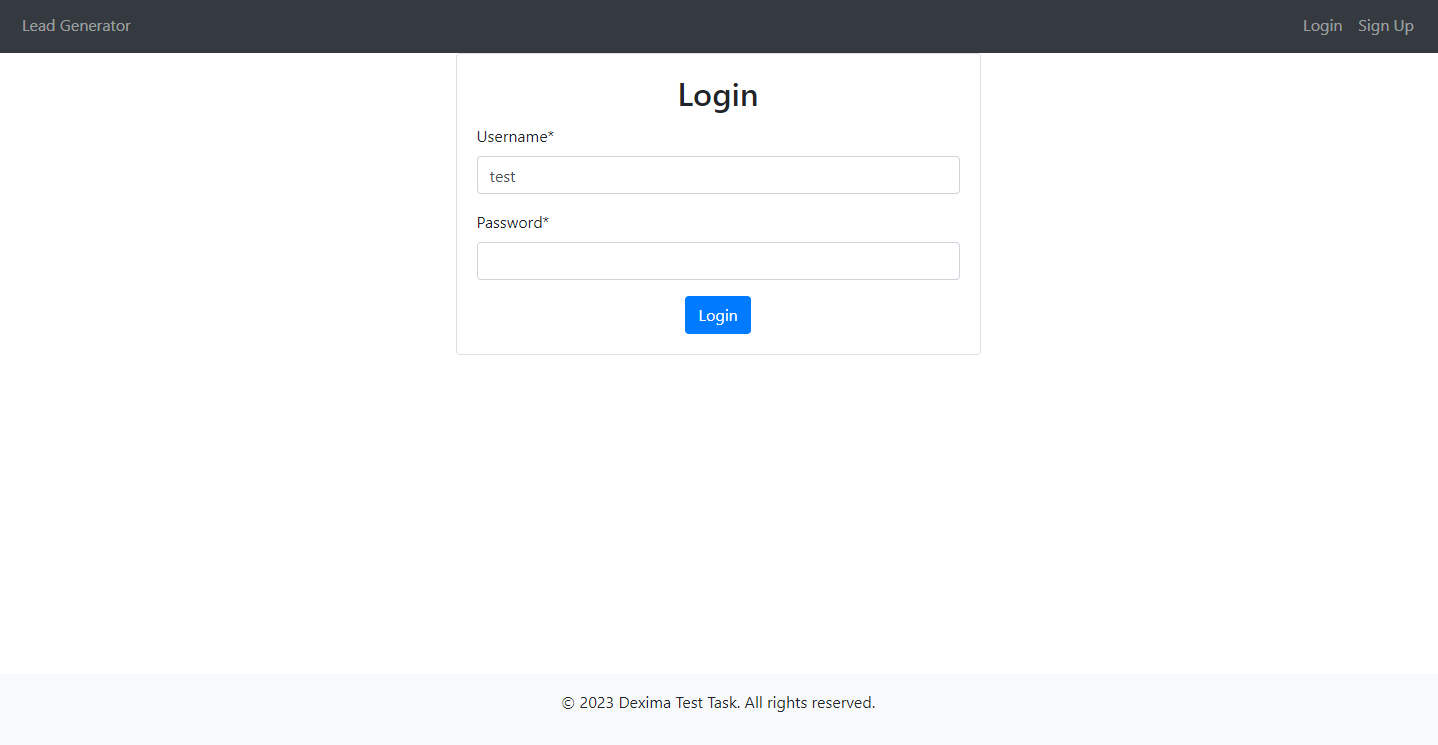 Lead Generator Login Sign Up
Login
Username*
test
Password*
Login
© 2023 Dexima Test Task. All rights reserved.